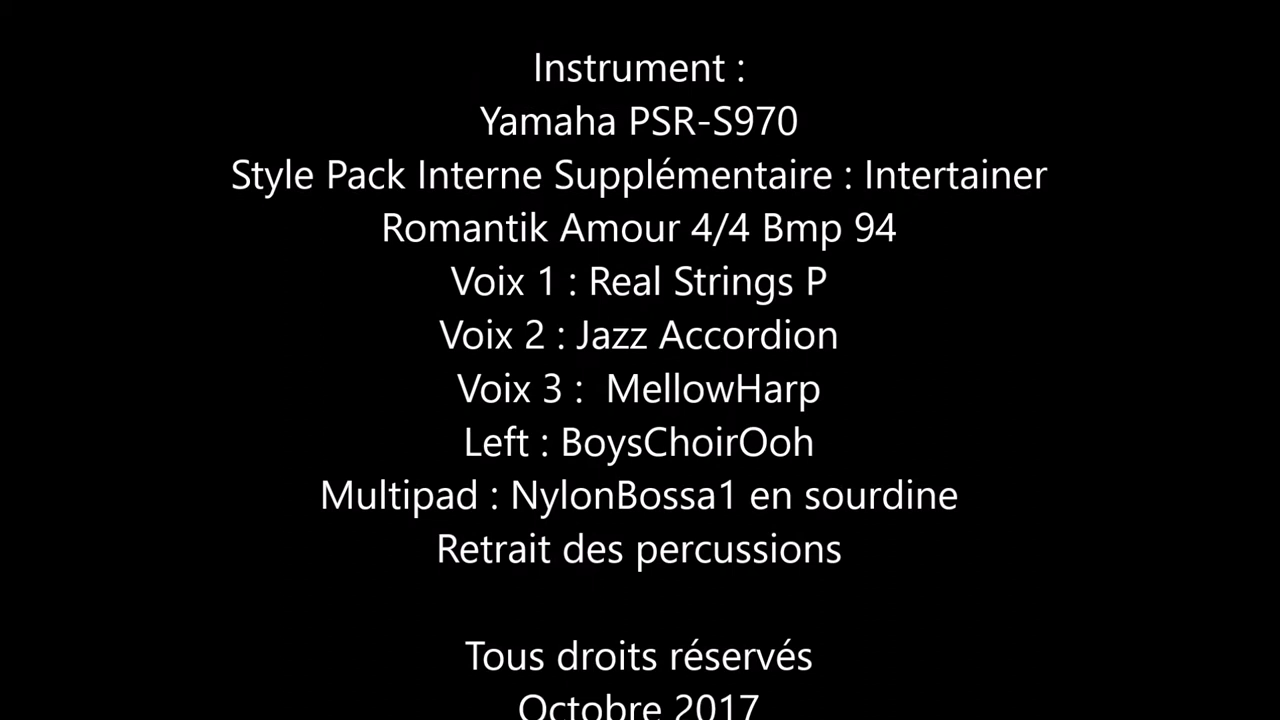 Instrument :
Yamaha PSR-S970
Style Pack Interne Supplémentaire : Intertainer
Romantik Amour 4/4 Bmp 94
Voix 1 : Real Strings P
Voix 2 : Jazz Accordion
Voix 3 :  MellowHarp
Left : BoysChoirOoh
Multipad : NylonBossa1 en sourdine
Retrait des percussions
Tous droits réservés
Octobre 2017